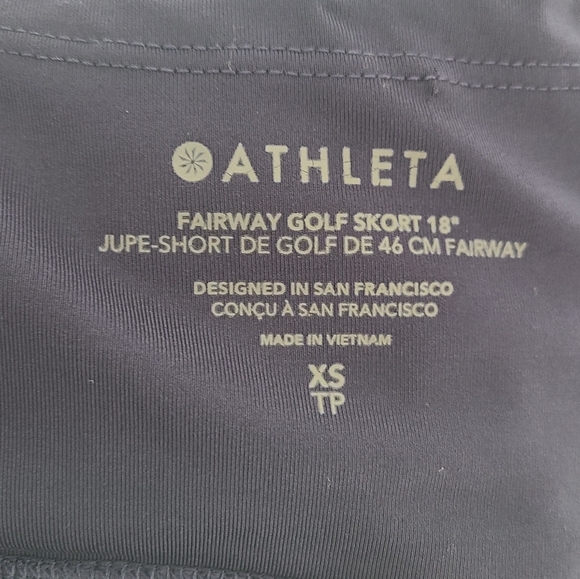 ATHLETA
FAIRWAY GOLF SKORT 18"
JUPE-SHORT DE GOLF DE 46 CM FAIRWAY
DESIGNED IN SAN FRANCISCO
CONÇU À SAN FRANCISCO
MADE IN VIETNAM
XS
TP